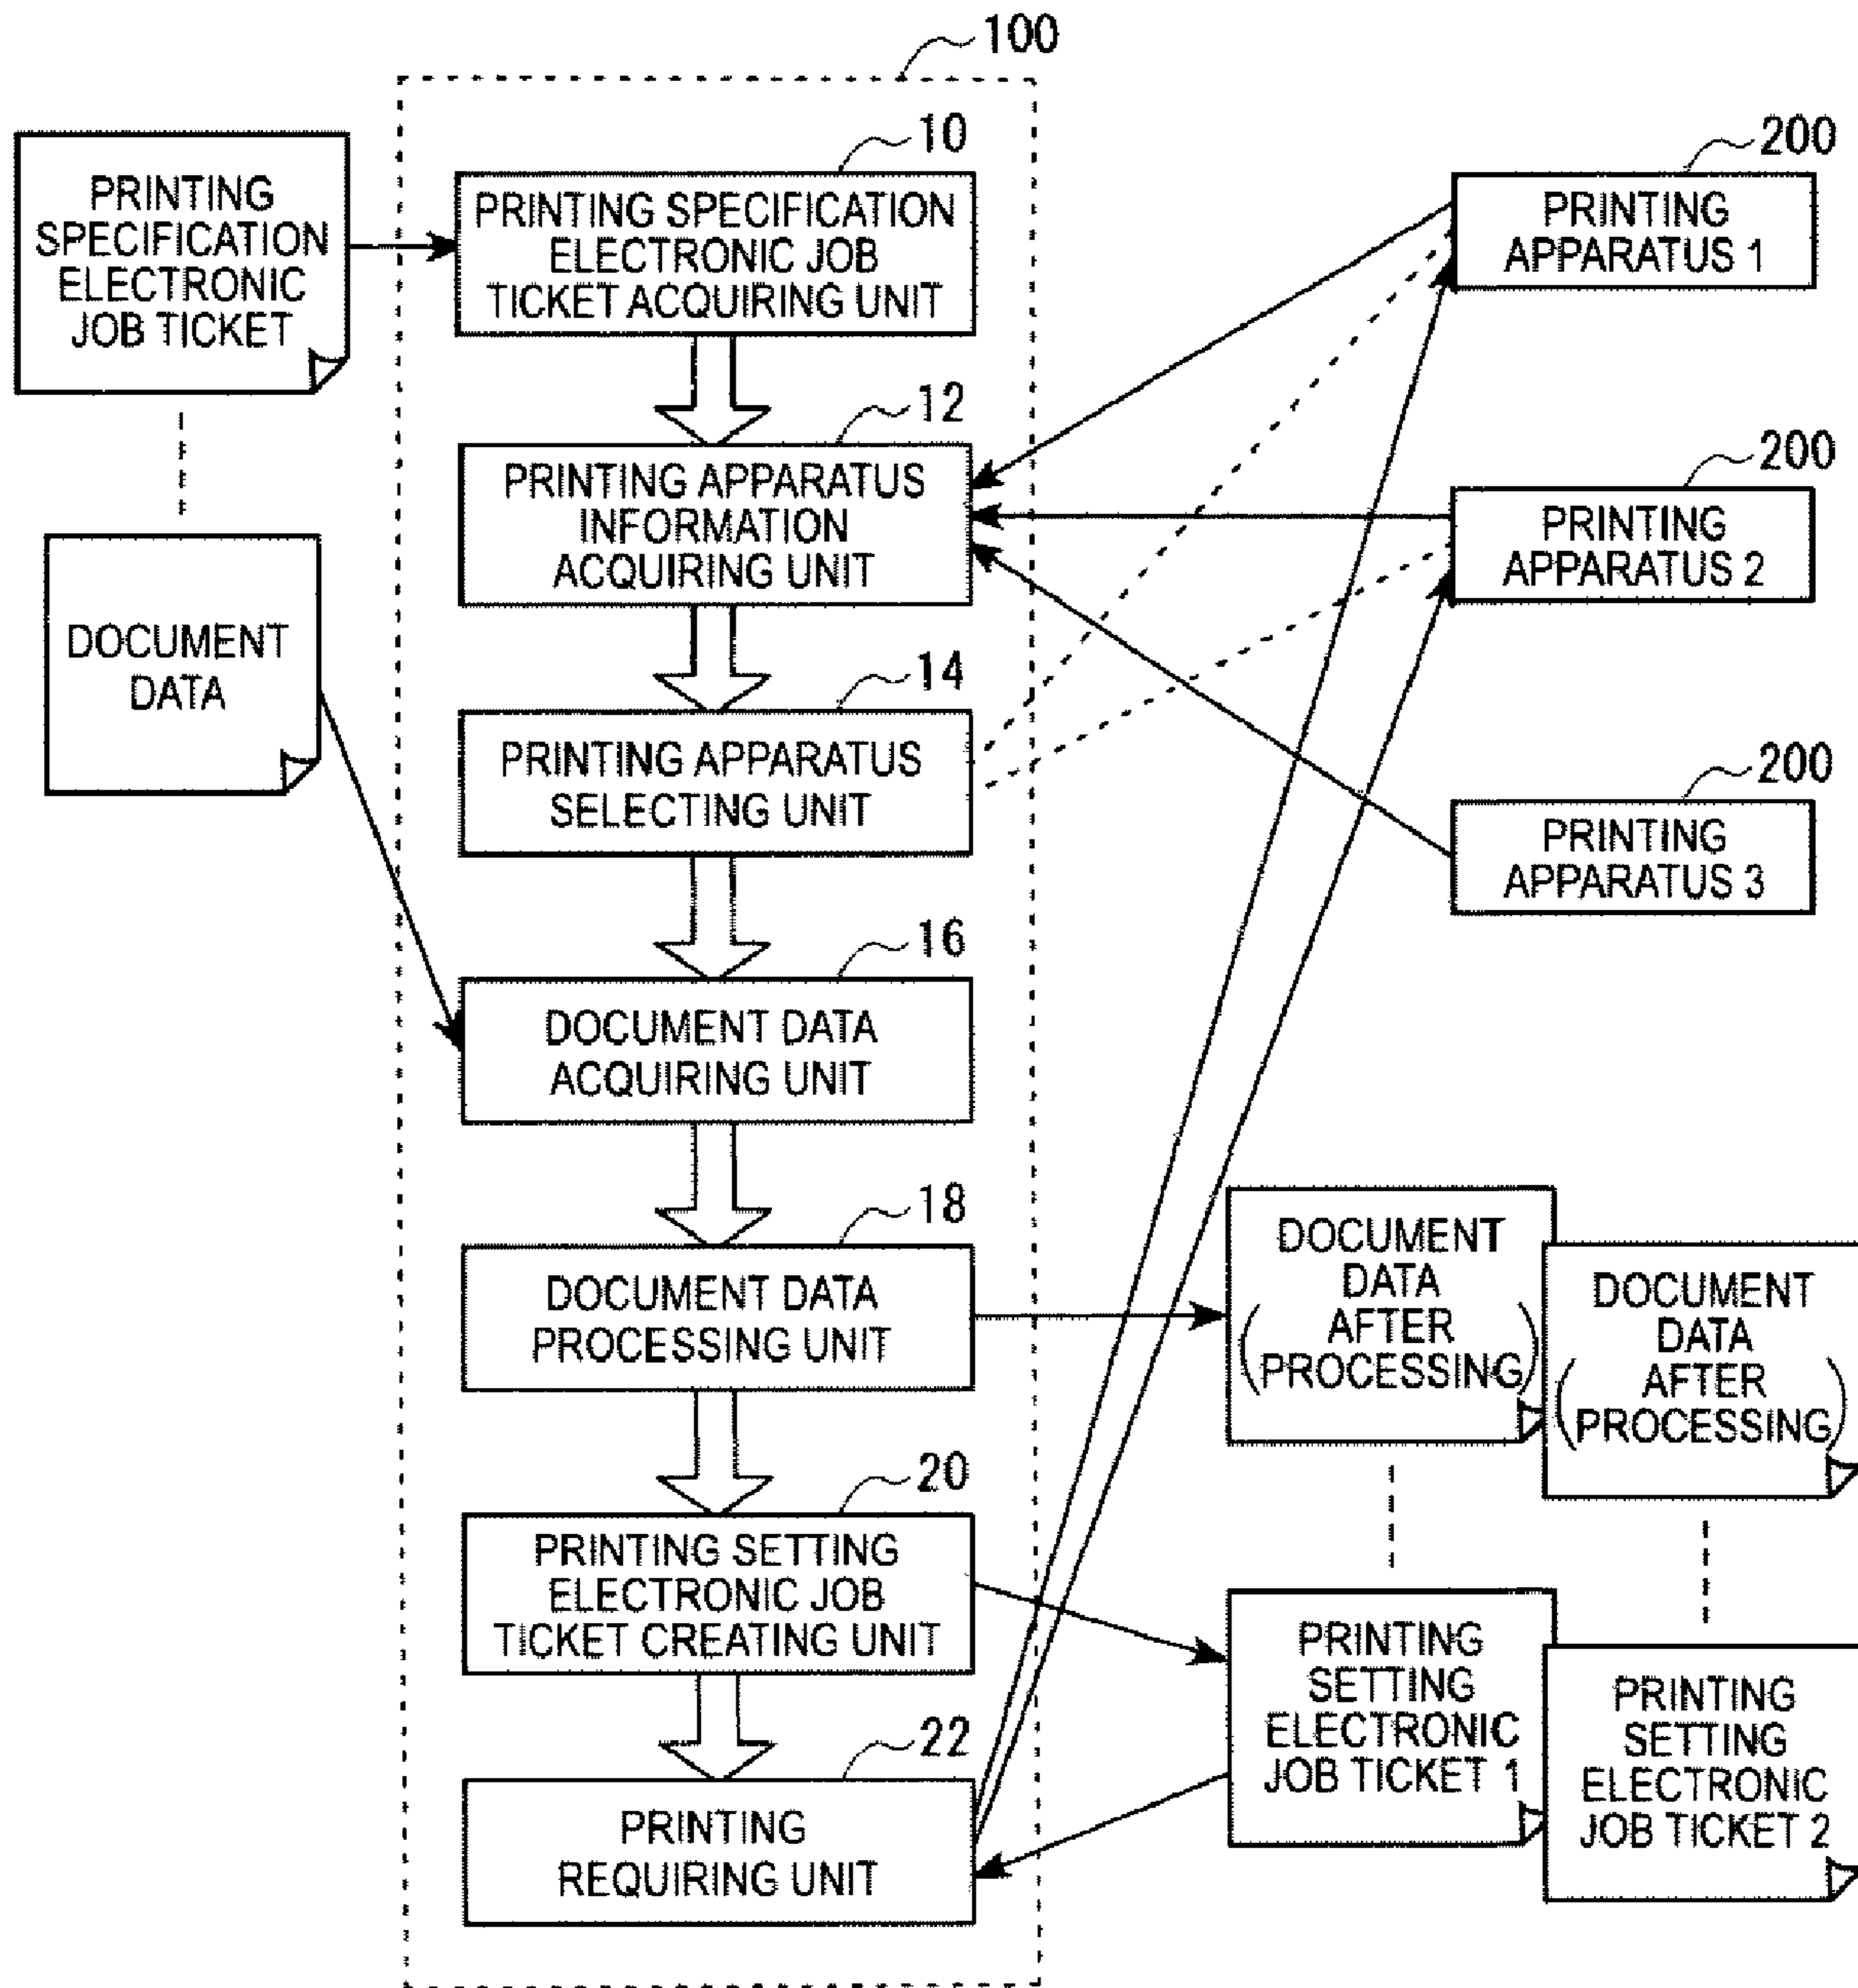 100
PRINTING
SPECIFICATION
ELECTRONIC
JOB TICKET
DOCUMENT
DATA
10
PRINTING SPECIFICATION
ELECTRONIC JOB
TICKET ACQUIRING UNIT
12
PRINTING APPARATUS
INFORMATION
ACQUIRING UNIT
14
PRINTING APPARATUS
SELECTING UNIT
16
DOCUMENT DATA
ACQUIRING UNIT
18
DOCUMENT DATA
PROCESSING UNIT
20
PRINTING SETTING
ELECTRONIC JOB
TICKET CREATING UNIT
22
PRINTING
REQUIRING UNIT
200
PRINTING
APPARATUS 1
200
PRINTING
APPARATUS 2
200
PRINTING
APPARATUS 3
DOCUMENT
DATA
(AFTER
PROCESSING)
DOCUMENT
DATA
(AFTER
PROCESSING)
PRINTING
SETTING
ELECTRONIC
JOB TICKET 1
PRINTING
SETTING
ELECTRONIC
JOB TICKET 2